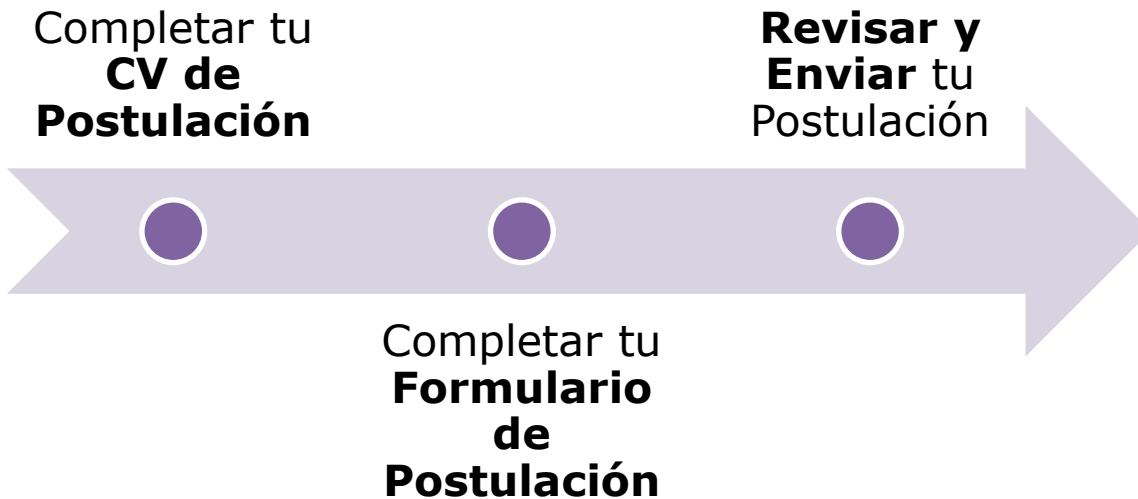 Completar tu
CV de
Postulación
Completar tu
Formulario
de
Postulación
Revisar y
Enviar tu
Postulación